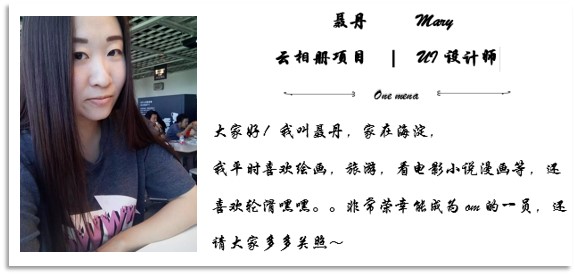 聂丹 Mary
云相册项目 | UI 设计师
One mena
大家好！我叫聂丹，家在海淀，
我平时喜欢绘画，旅游，看电影小说漫画等，还
喜欢轮滑嘿嘿。。非常荣幸能成为 om 的一员，还
请大家多多关照～